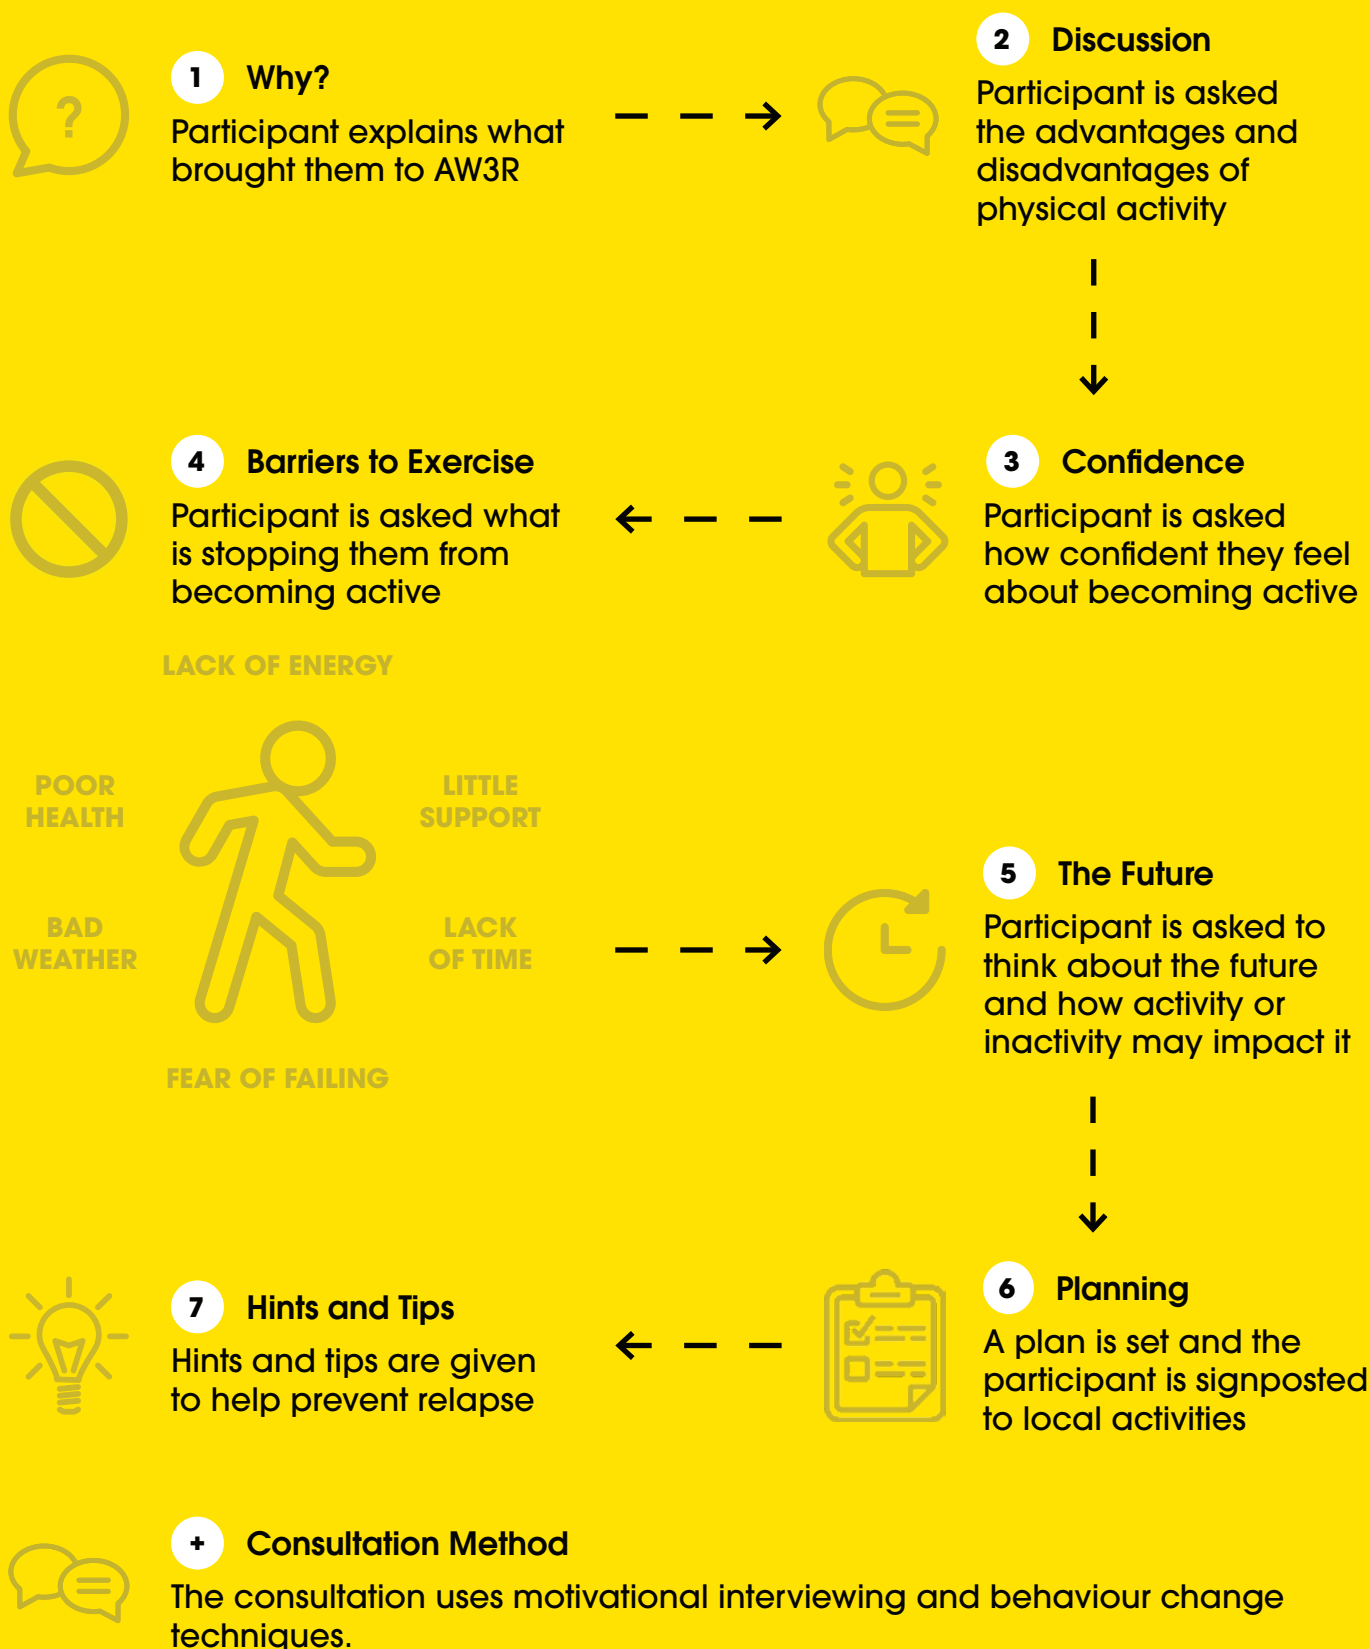 1 Why?
Participant explains what
brought them to AW3R
2 Discussion
Participant is asked
the advantages and
disadvantages of
physical activity
3 Confidence
Participant is asked
how confident they feel
about becoming active
4 Barriers to Exercise
Participant is asked what
is stopping them from
becoming active
LACK OF ENERGY
POOR
HEALTH
LITTLE
SUPPORT
BAD
WEATHER
LACK
OF TIME
FEAR OF FAILING
5 The Future
Participant is asked to
think about the future
and how activity or
inactivity may impact it
6 Planning
A plan is set and the
participant is signposted
to local activities
7 Hints and Tips
Hints and tips are given
to help prevent relapse
+ Consultation Method
The consultation uses motivational interviewing and behaviour change
techniques.